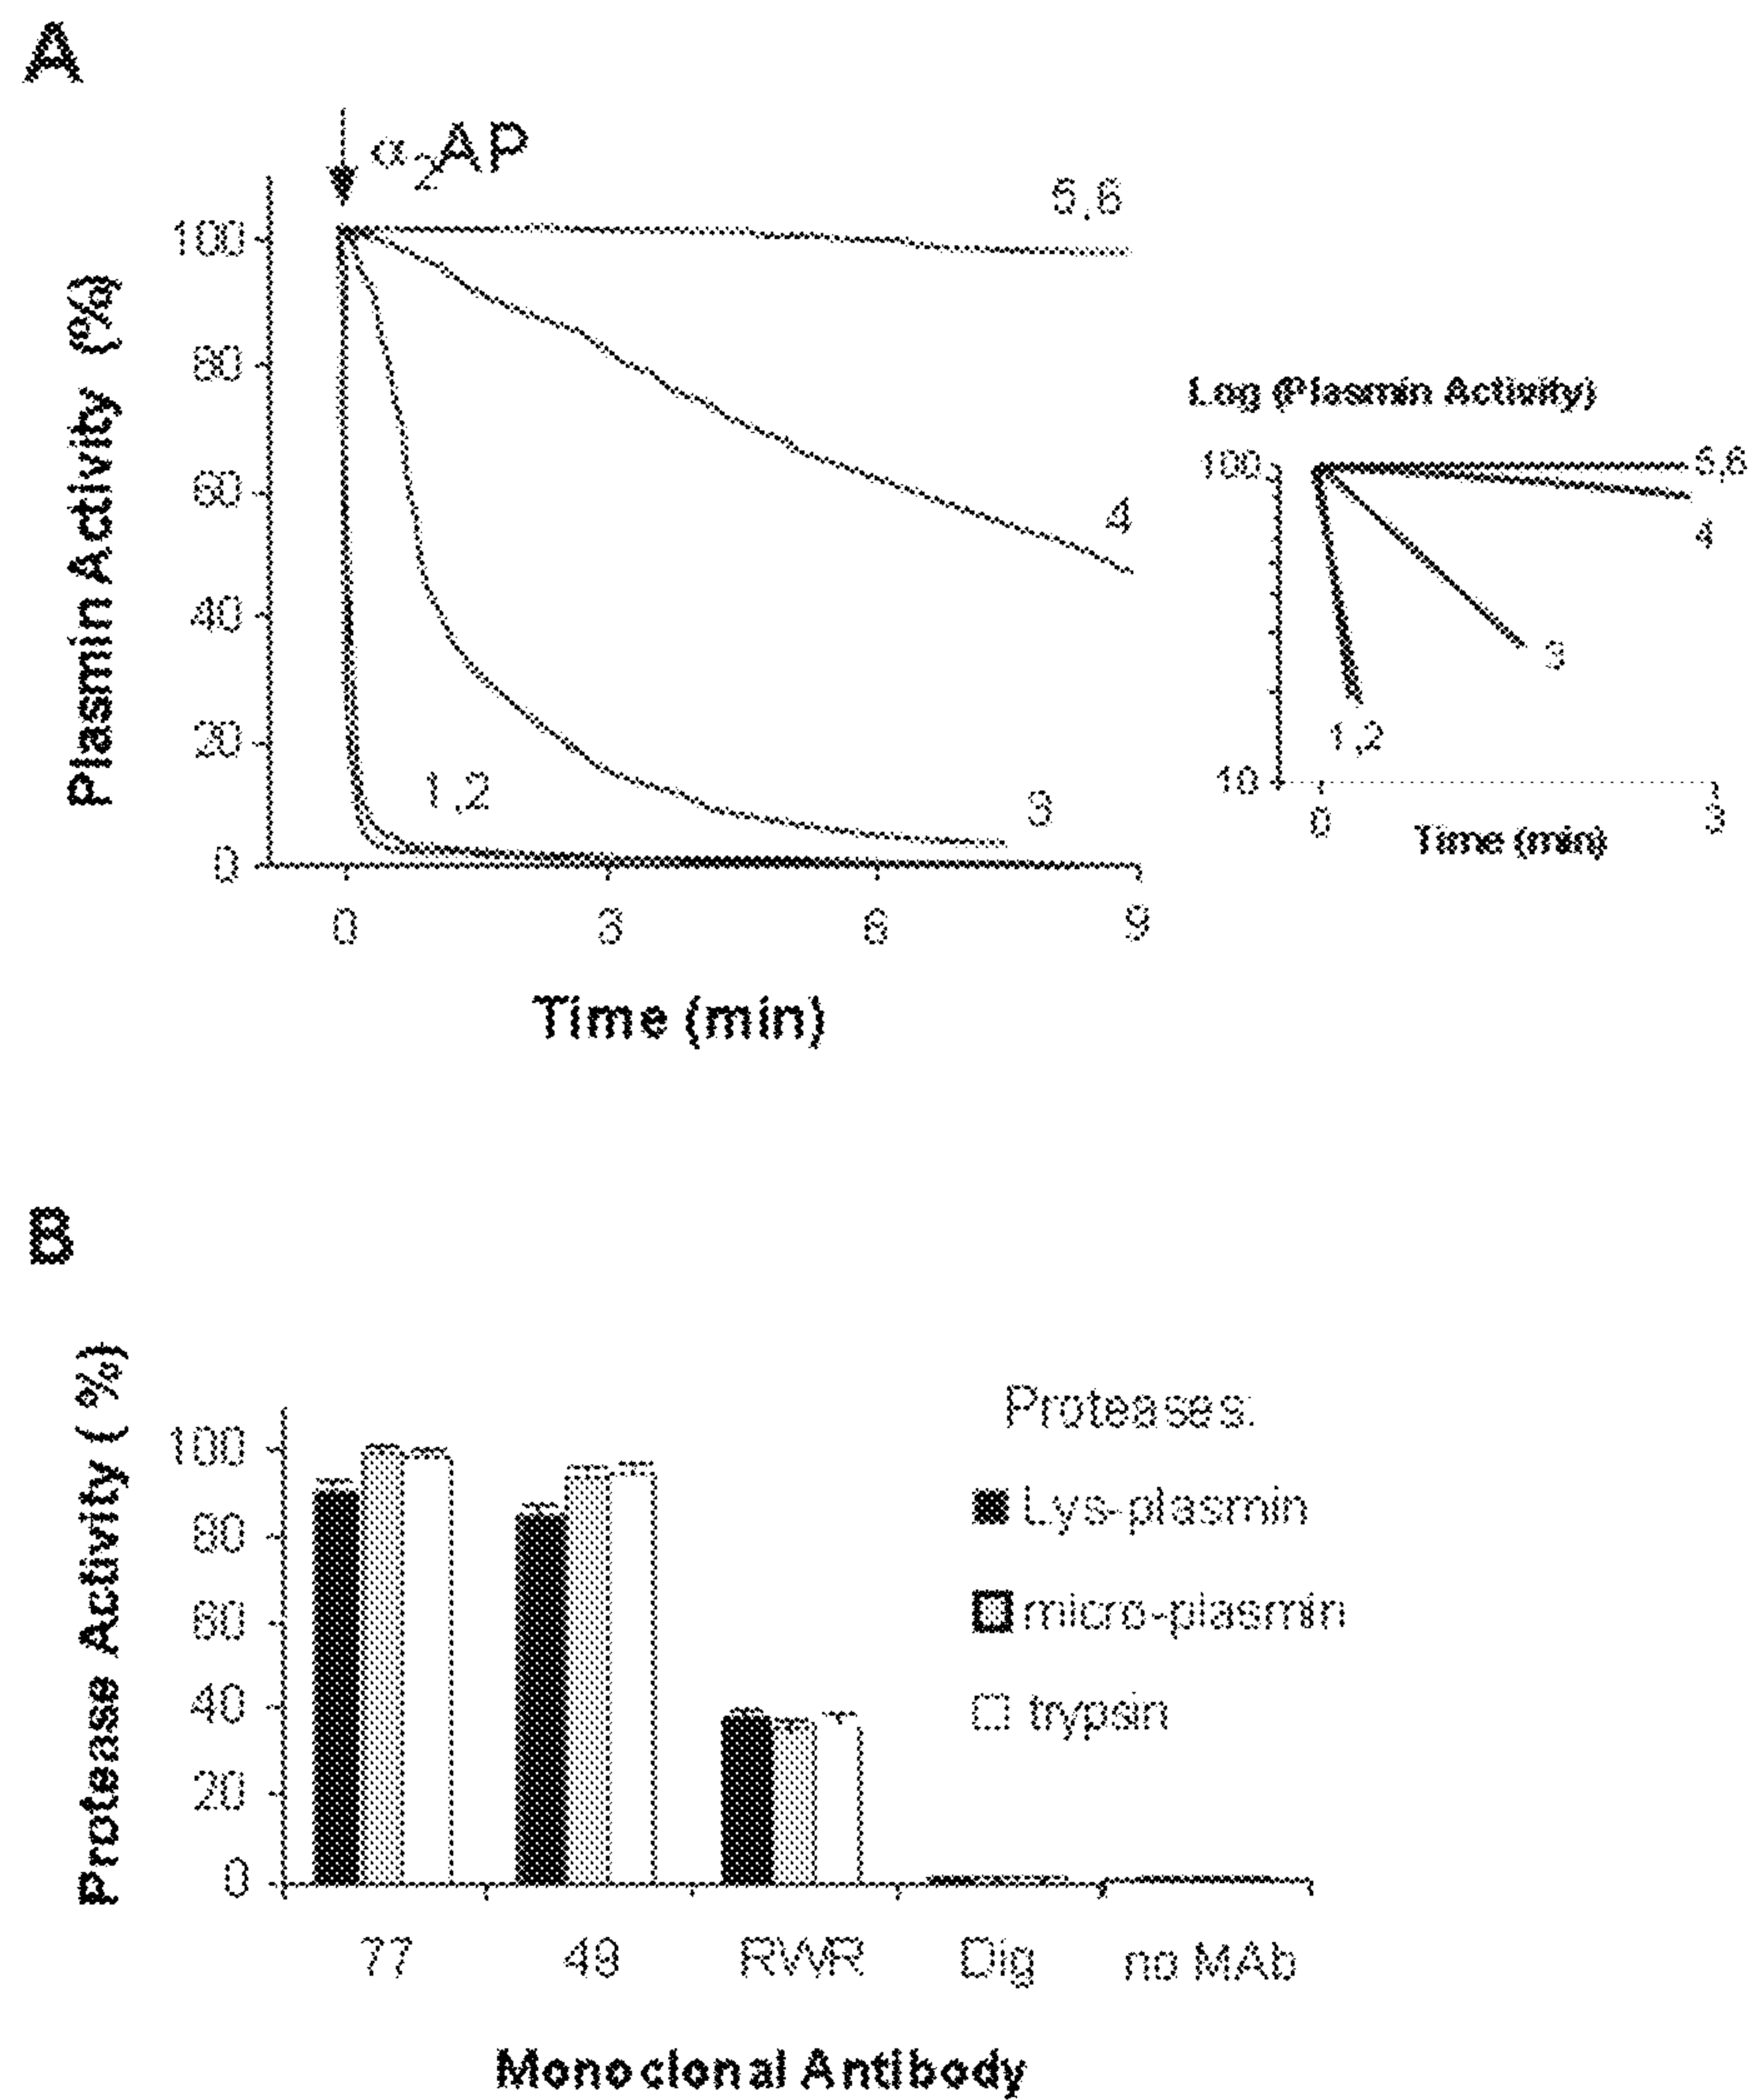 A
α2AP
5,6
100
80
60
40
20
0
4
3
1,2
0 3 6 9
Plasmin Activity (%)
Time (min)
Log (Plasmin Activity)
100
10
5,6
4
3
1,2
0 3
Time (min)
B
Protease Activity ( %)
100
80
60
40
20
0
Proteases:
Lys-plasmin
micro-plasmin
trypsin
77 49 RWR Dig no MAb
Monoclonal Antibody